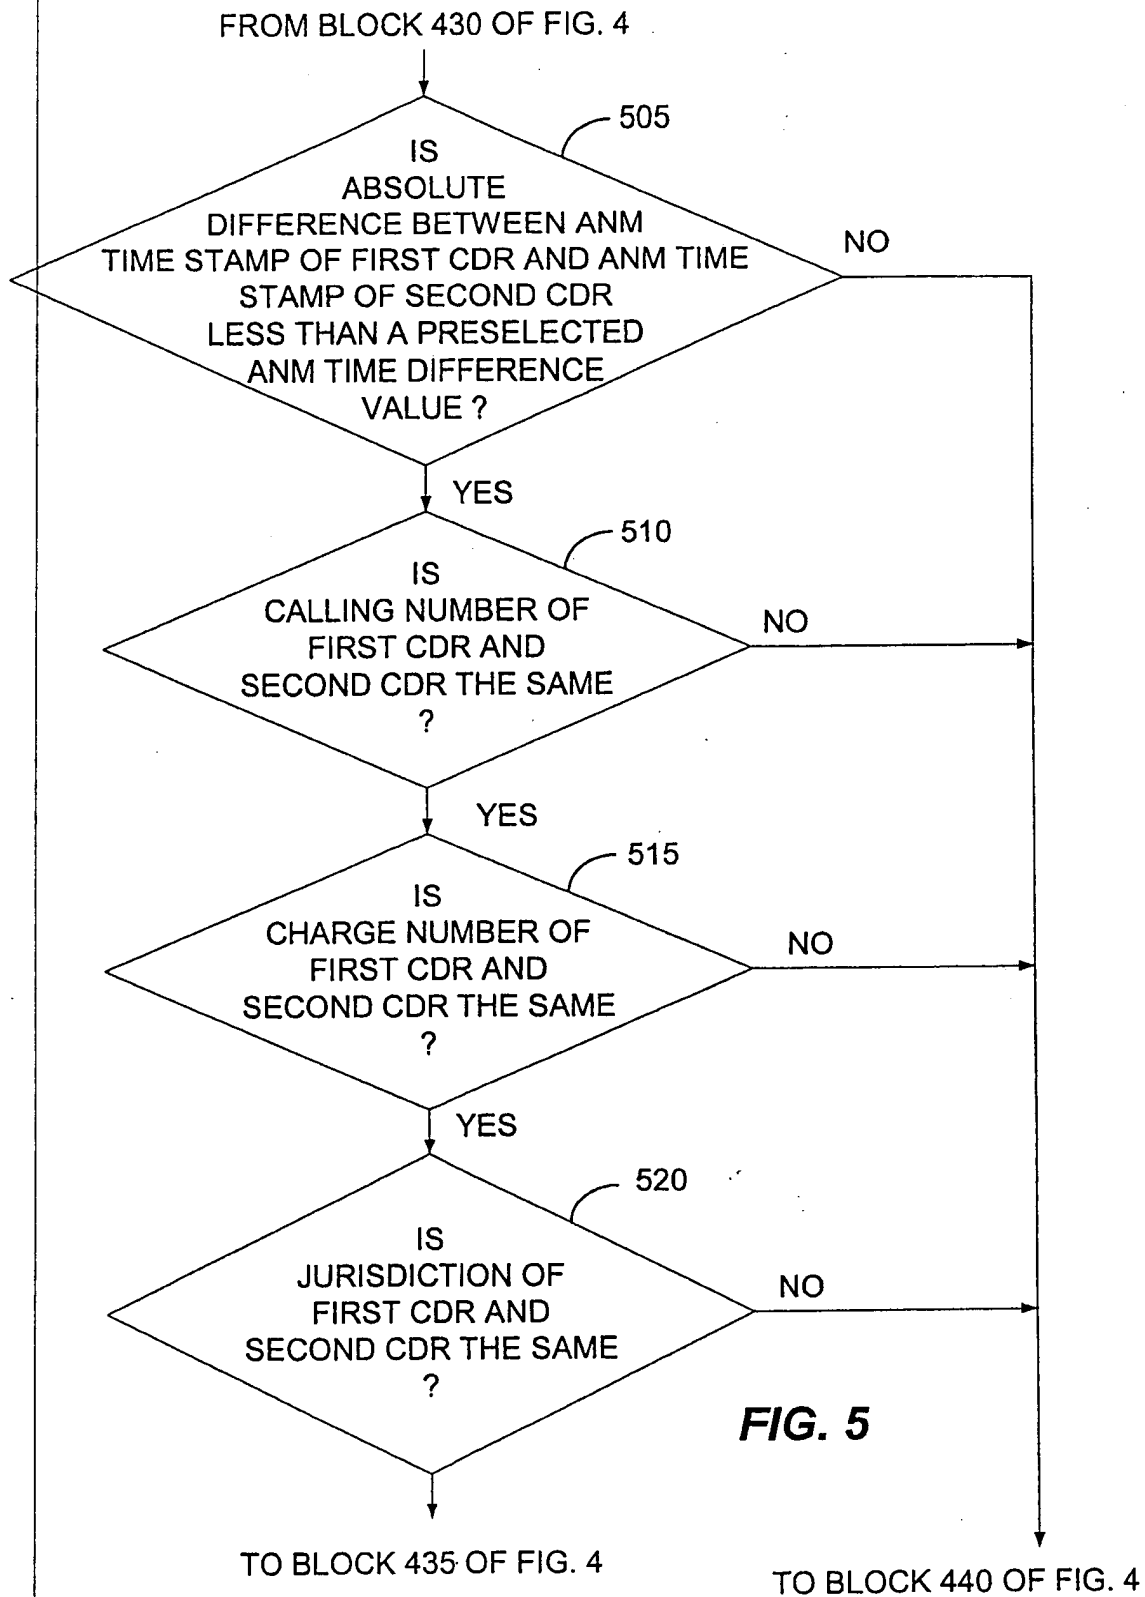 FROM BLOCK 430 OF FIG. 4
505
IS
ABSOLUTE
DIFFERENCE BETWEEN ANM
TIME STAMP OF FIRST CDR AND ANM TIME
STAMP OF SECOND CDR
LESS THAN A PRESELECTED
ANM TIME DIFFERENCE
VALUE ?
NO
YES
510
IS
CALLING NUMBER OF
FIRST CDR AND
SECOND CDR THE SAME
?
NO
YES
515
IS
CHARGE NUMBER OF
FIRST CDR AND
SECOND CDR THE SAME
?
NO
YES
520
IS
JURISDICTION OF
FIRST CDR AND
SECOND CDR THE SAME
?
NO
FIG. 5
TO BLOCK 435 OF FIG. 4
TO BLOCK 440 OF FIG. 4